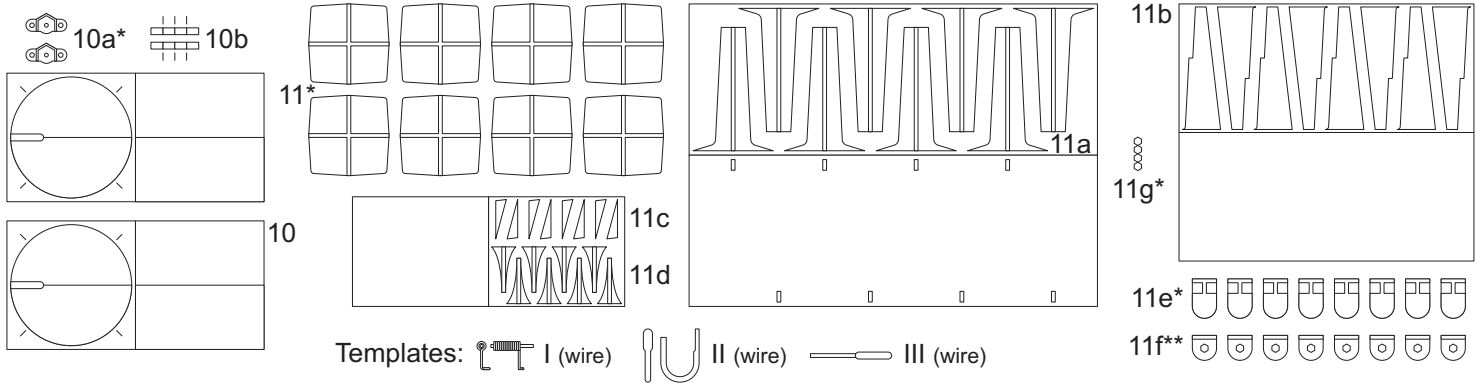 10a*
10b
10
11*
11a
11b
11c
11d
11e*
11f**
11g*
Templates: I (wire) II (wire) III (wire)